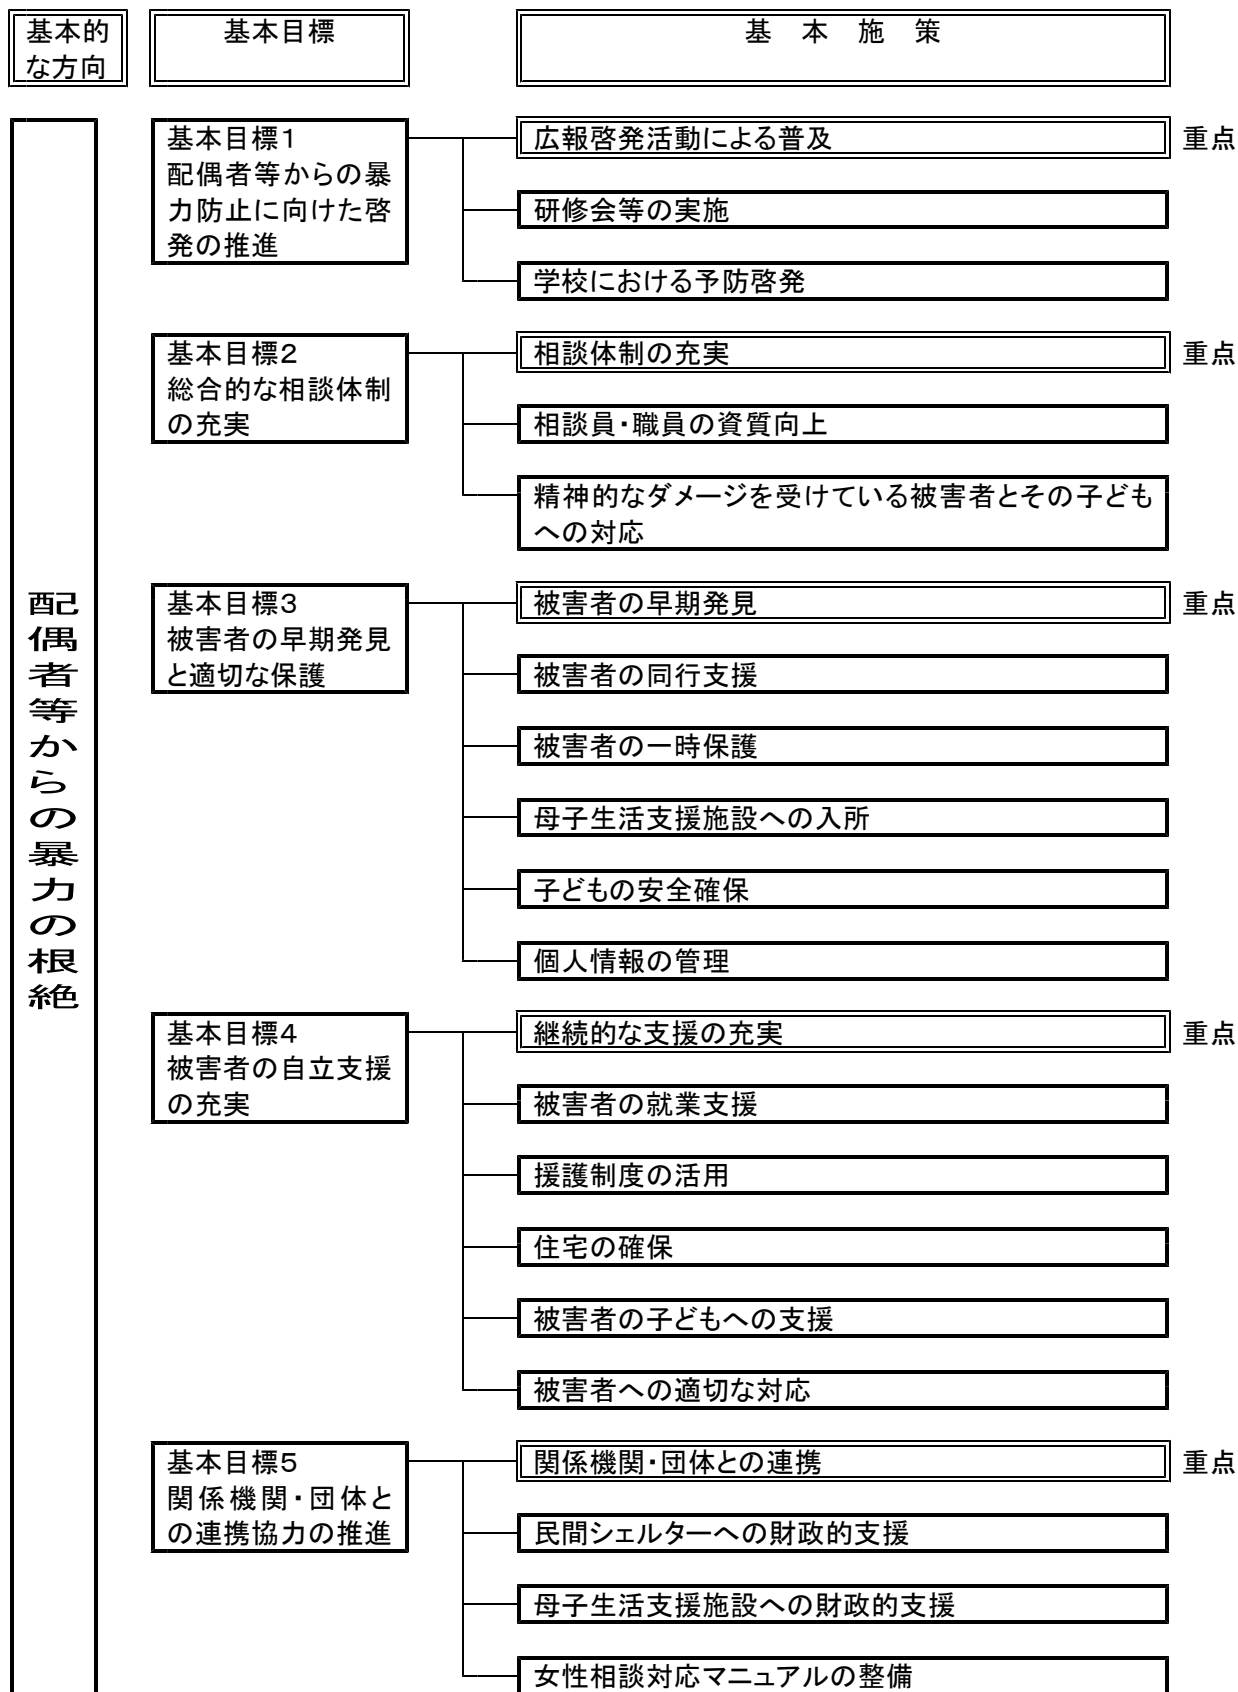 基本的
な方向
基本目標
基　本　施　策
配偶者等からの暴力の根絶
基本目標１
配偶者等からの暴
力防止に向けた啓
発の推進
広報啓発活動による普及
重点
研修会等の実施
学校における予防啓発
基本目標２
総合的な相談体制
の充実
相談体制の充実
重点
相談員・職員の資質向上
精神的なダメージを受けている被害者とその子ども
への対応
基本目標３
被害者の早期発見
と適切な保護
被害者の早期発見
重点
被害者の同行支援
被害者の一時保護
母子生活支援施設への入所
子どもの安全確保
個人情報の管理
基本目標４
被害者の自立支援
の充実
継続的な支援の充実
重点
被害者の就業支援
援護制度の活用
住宅の確保
被害者の子どもへの支援
被害者への適切な対応
基本目標５
関係機関・団体と
の連携協力の推進
関係機関・団体との連携
重点
民間シェルターへの財政的支援
母子生活支援施設への財政的支援
女性相談対応マニュアルの整備